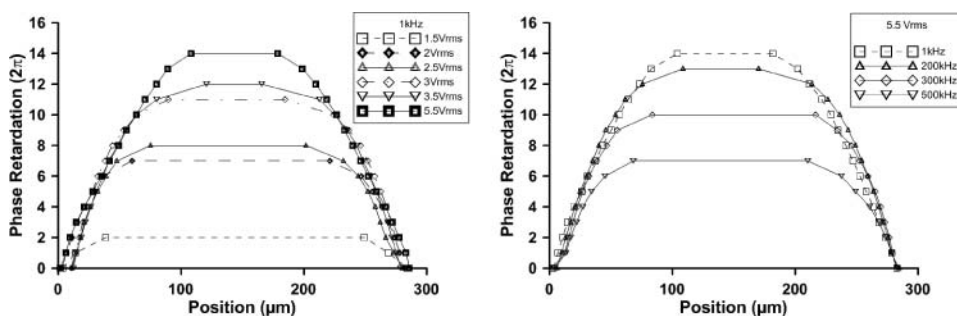 16
14
12
10
8
6
4
2
0
Phase Retardation (2π)
0
100
200
300
Position (µm)
1kHz
1.5Vrms
2Vrms
2.5Vrms
3Vrms
3.5Vrms
5.5Vrms
16
14
12
10
8
6
4
2
0
Phase Retardation (2π)
0
100
200
300
Position (µm)
5.5 Vrms
1kHz
200kHz
300kHz
500kHz